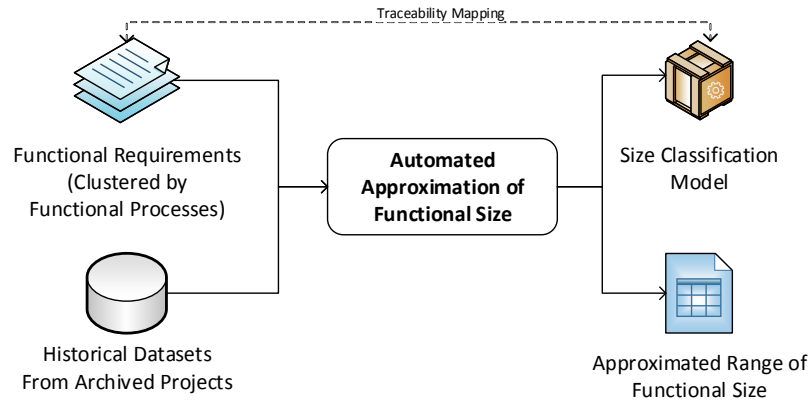 Traceability Mapping
Functional Requirements
(Clustered by
Functional Processes)
Automated
Approximation of
Functional Size
Size Classification
Model
Historical Datasets
From Archived Projects
Approximated Range of
Functional Size